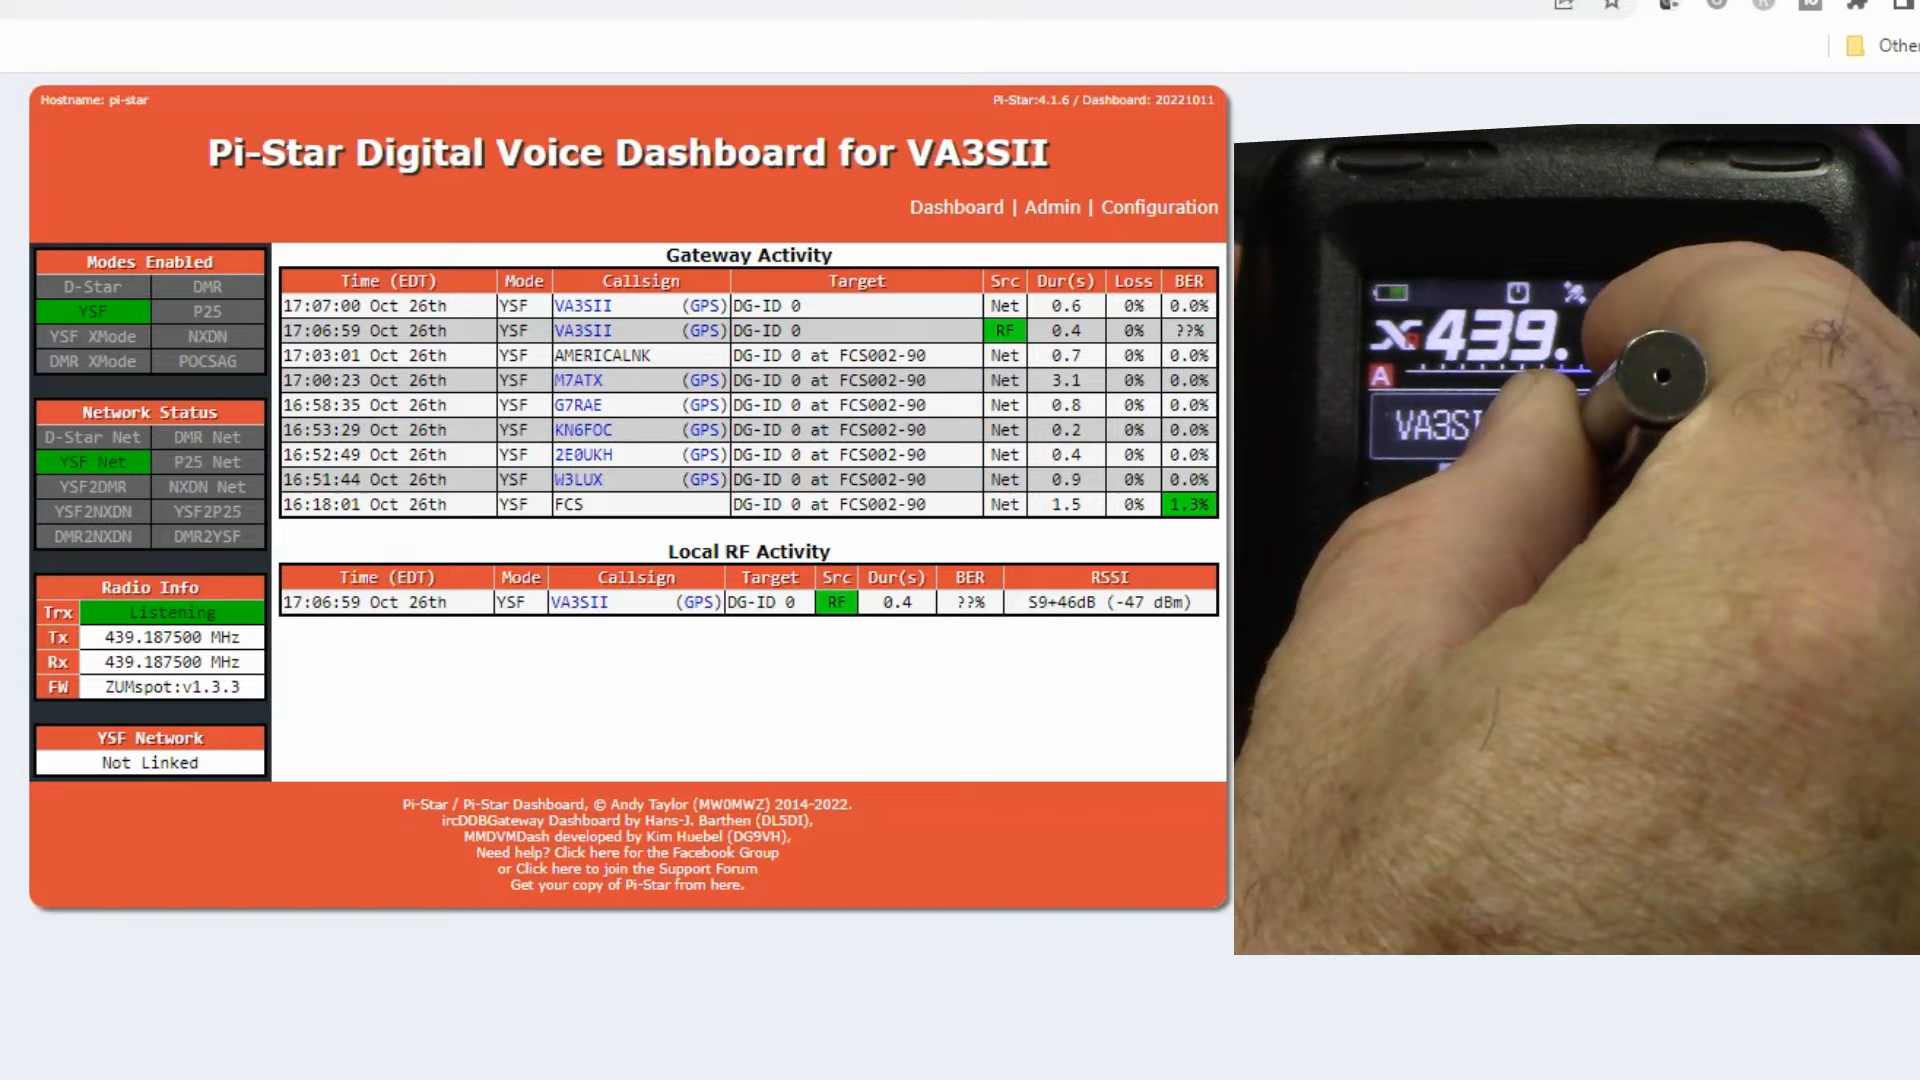 Other
Hostname: pi-star
Pi-Star:4.1.6 / Dashboard: 20221011
Pi-Star Digital Voice Dashboard for VA3SII
Dashboard | Admin | Configuration
Modes Enabled
D-Star DMR
YSF P25
YSF XMode NXDN
DMR XMode POCSAG
Network Status
D-Star Net DMR Net
YSF Net P25 Net
YSF2DMR NXDN Net
YSF2NXDN YSF2P25
DMR2NXDN DMR2YSF
Radio Info
Trx Listening
Tx 439.187500 MHz
Rx 439.187500 MHz
FW ZUMspot:v1.3.3
YSF Network
Not Linked
Gateway Activity
Time (EDT) Mode Callsign Target Src Dur(s) Loss BER
17:07:00 Oct 26th YSF VA3SII (GPS) DG-ID 0 Net 0.6 0% 0.0%
17:06:59 Oct 26th YSF VA3SII (GPS) DG-ID 0 RF 0.4 0% ??%
17:03:01 Oct 26th YSF AMERICALNK DG-ID 0 at FCS002-90 Net 0.7 0% 0.0%
17:00:23 Oct 26th YSF M7ATX (GPS) DG-ID 0 at FCS002-90 Net 3.1 0% 0.0%
16:58:35 Oct 26th YSF G7RAE (GPS) DG-ID 0 at FCS002-90 Net 0.8 0% 0.0%
16:53:29 Oct 26th YSF KN6FOC (GPS) DG-ID 0 at FCS002-90 Net 0.2 0% 0.0%
16:52:49 Oct 26th YSF 2E0UKH (GPS) DG-ID 0 at FCS002-90 Net 0.4 0% 0.0%
16:51:44 Oct 26th YSF W3LUX (GPS) DG-ID 0 at FCS002-90 Net 0.9 0% 0.0%
16:18:01 Oct 26th YSF FCS DG-ID 0 at FCS002-90 Net 1.5 0% 1.3%
Local RF Activity
Time (EDT) Mode Callsign Target Src Dur(s) BER RSSI
17:06:59 Oct 26th YSF VA3SII (GPS) DG-ID 0 RF 0.4 ??% S9+46dB (-47 dBm)
Pi-Star / Pi-Star Dashboard, © Andy Taylor (MW0MWZ) 2014-2022.
ircDDBGateway Dashboard by Hans-J. Barthen (DL5DI),
MMDVMDash developed by Kim Huebel (DG9VH),
Need help? Click here for the Facebook Group
or Click here to join the Support Forum
Get your copy of Pi-Star from here.
439.
A
VA3SI